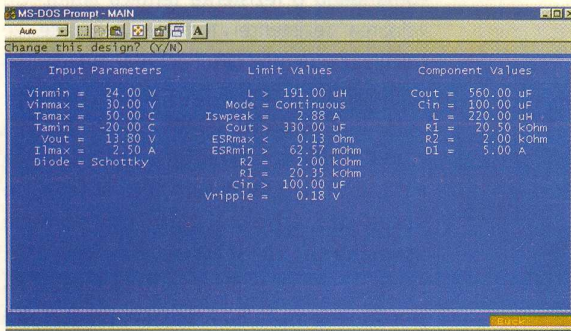 MS-DOS Prompt - MAIN
Auto
A
Change this design? (Y/N)
Input Parameters
Vinmin = 24.00 V
Vinmax = 30.00 V
Tamax = 50.00 C
Tamin = -20.00 C
Vout = 13.80 V
Ilmax = 2.50 A
Diode = Schottky
Limit Values
L > 191.00 uH
Mode = Continuous
Iswpeak = 2.88 A
Cout > 330.00 uF
ESRmax < 0.13 Ohm
ESRmin > 62.57 mOhm
R2 = 2.00 kOhm
R1 = 20.35 kOhm
Cin > 100.00 uF
Vripple = 0.18 V
Component Values
Cout = 560.00 uF
Cin = 100.00 uF
L = 220.00 uH
R1 = 20.50 kOhm
R2 = 2.00 kOhm
D1 = 5.00 A
Buck